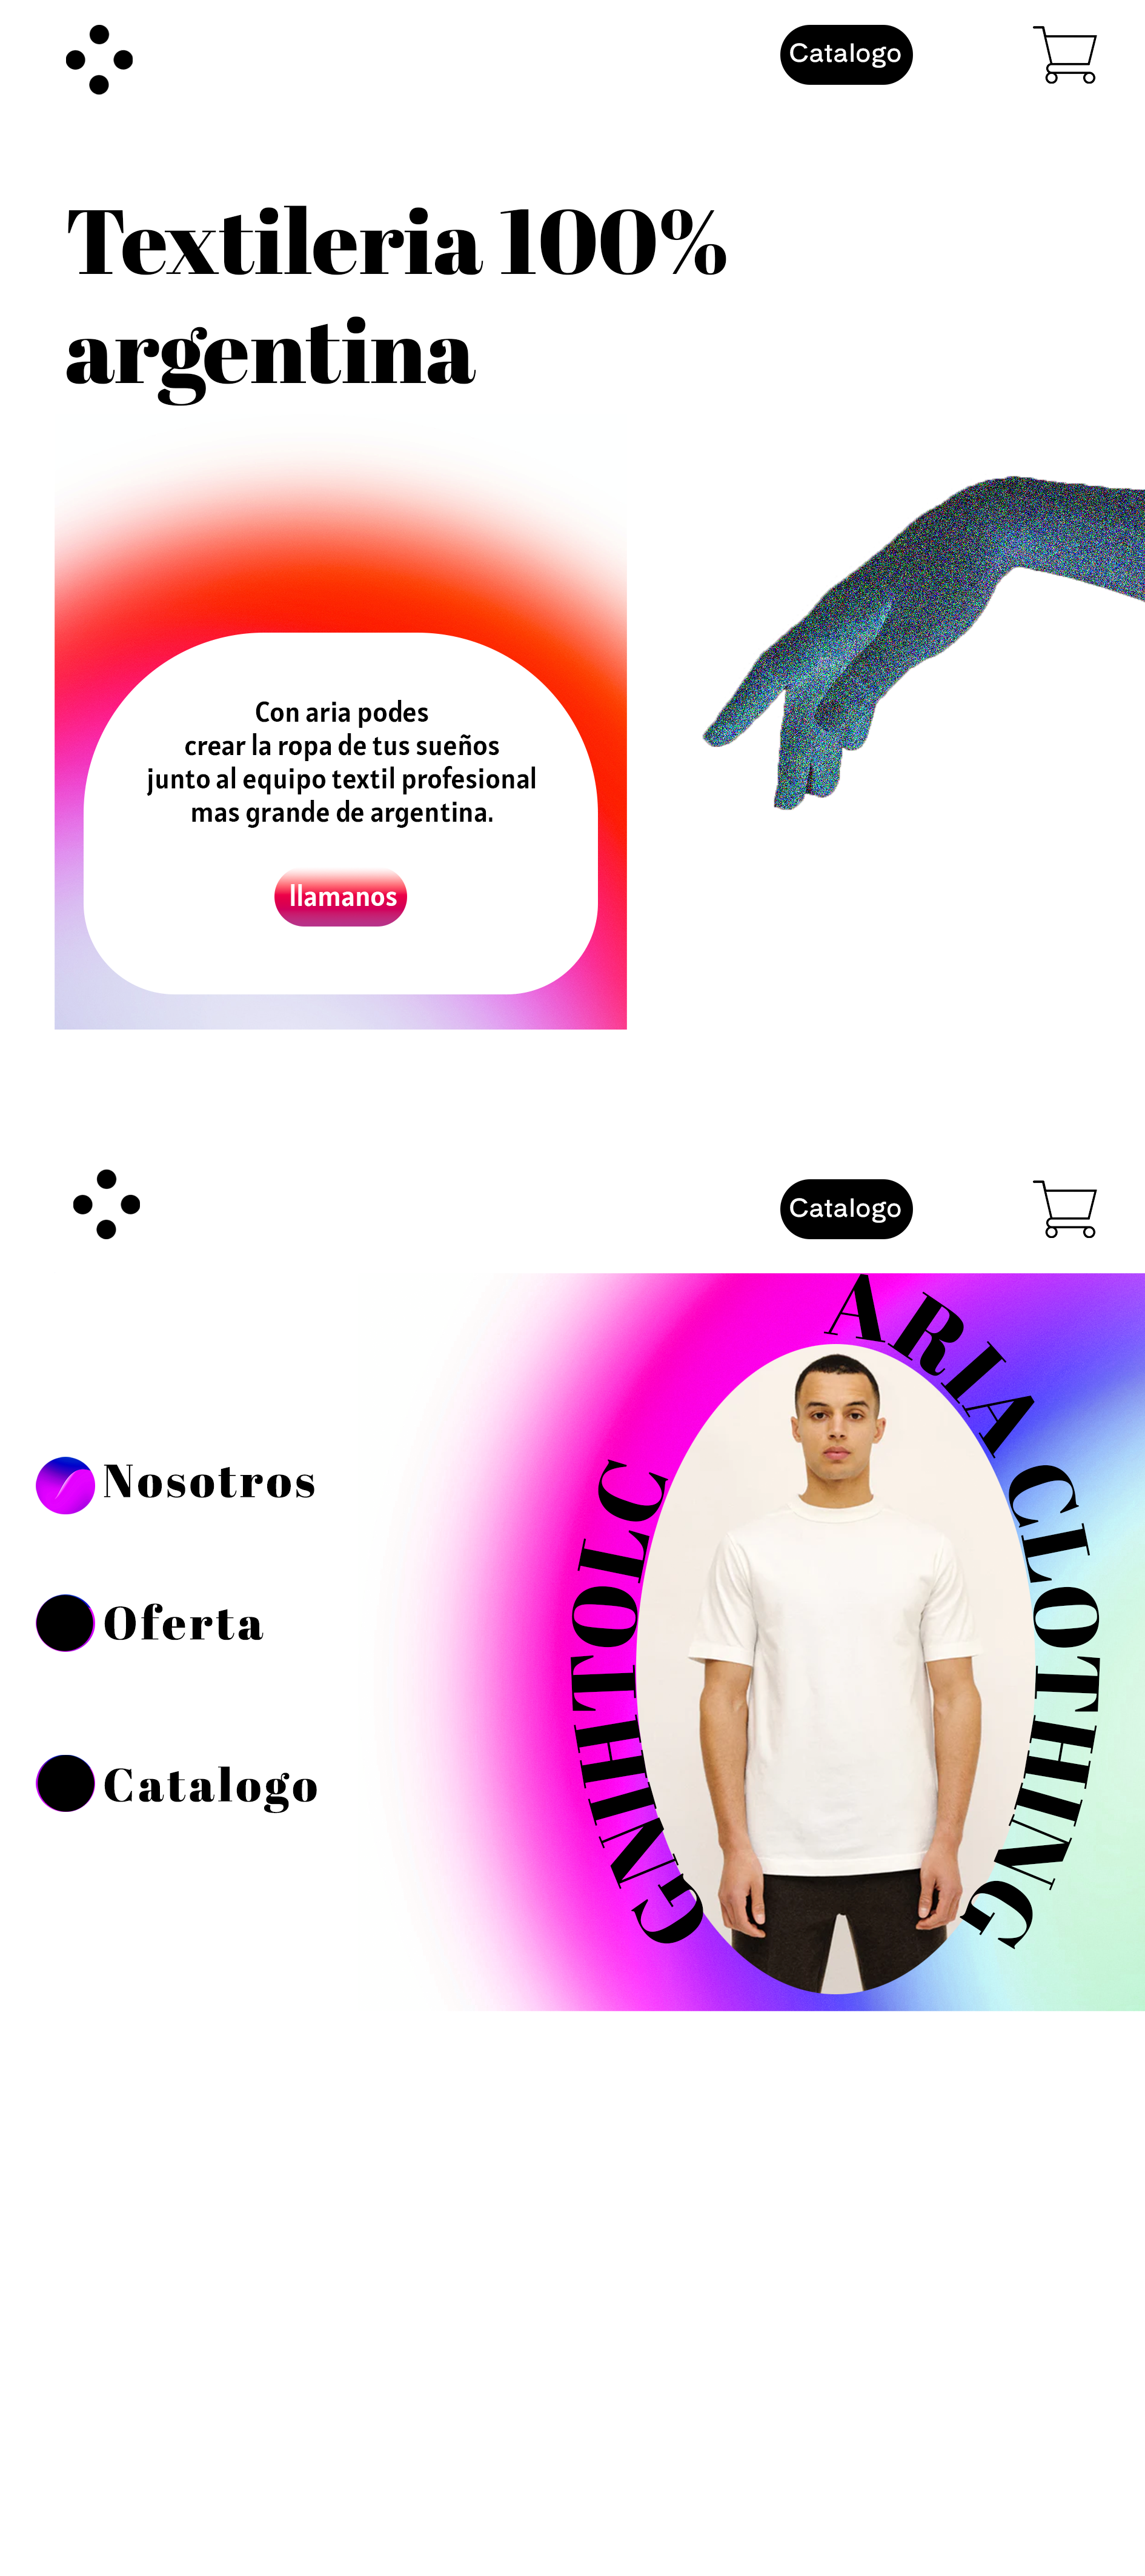 Catalogo
Textileria 100%
argentina
Con aria podes
crear la ropa de tus sueños
junto al equipo textil profesional
mas grande de argentina.
llamanos
Catalogo
ARIA CLOTHING
GNIHTOLC
Nosotros
Oferta
Catalogo